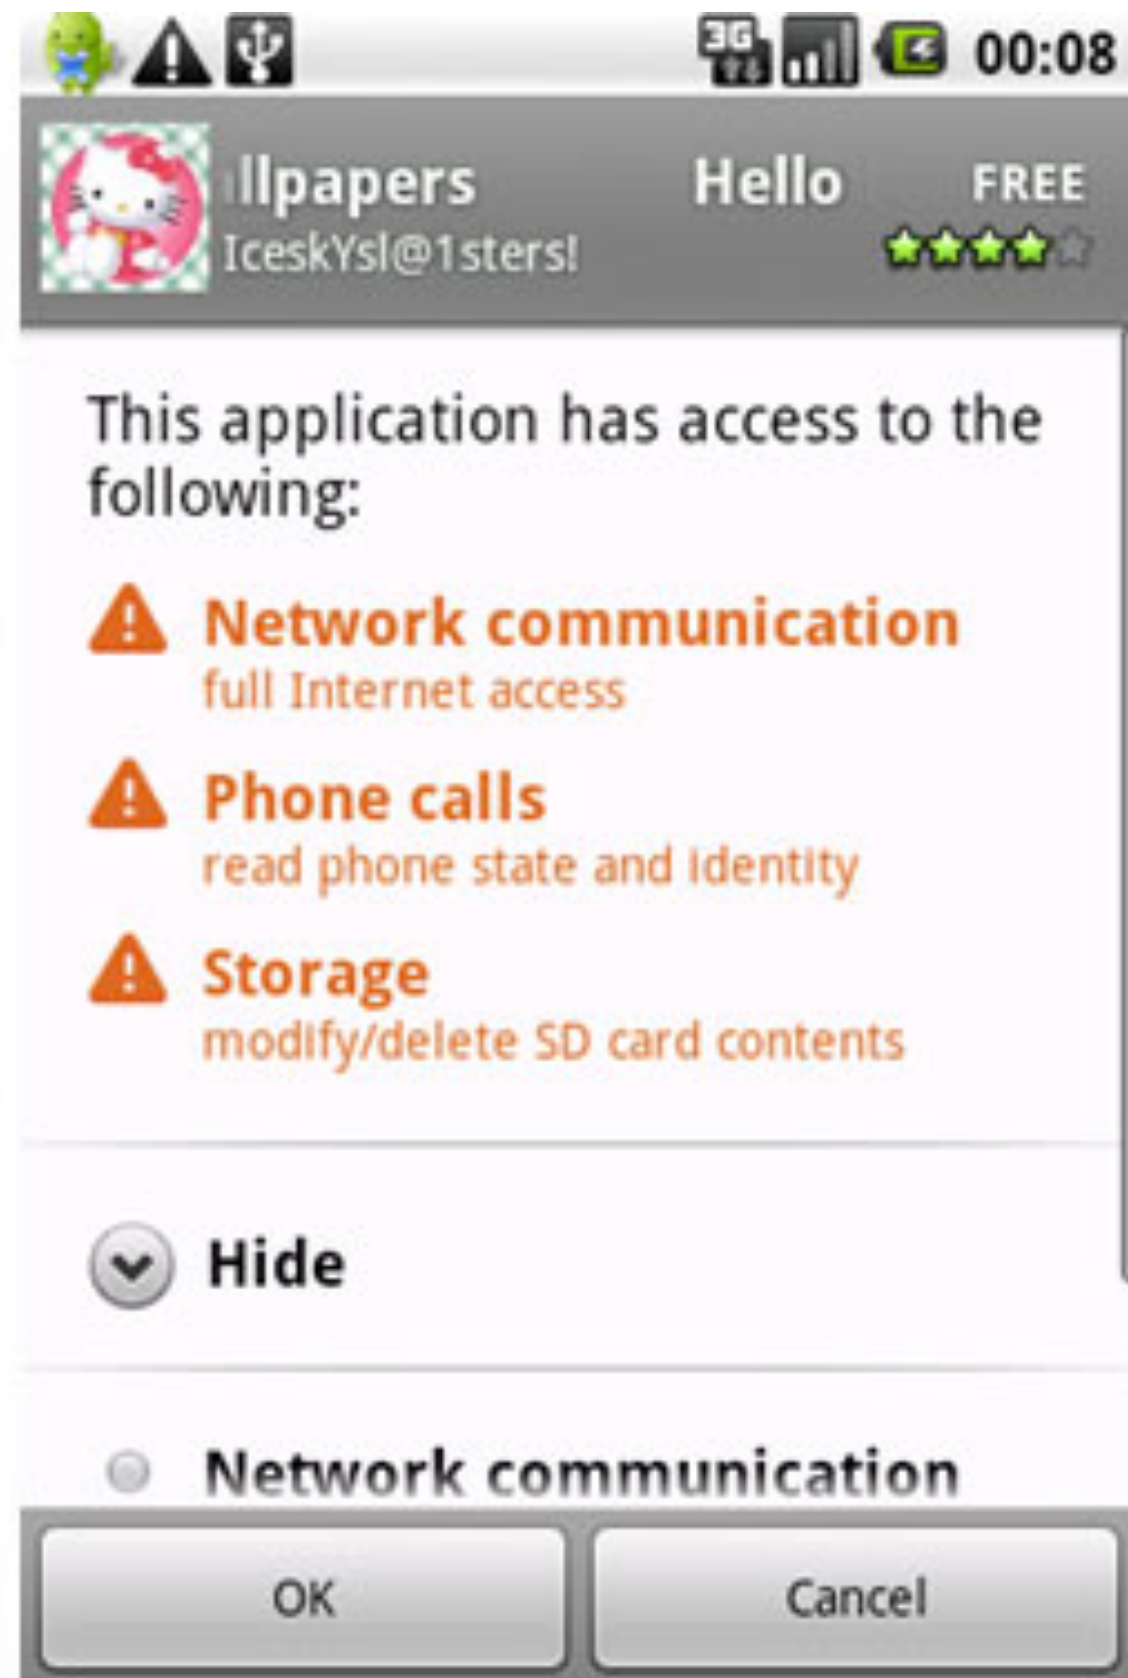 3G 00:08
llpapers Hello FREE
IceskYsl@1sters!
This application has access to the
following:
Network communication
full Internet access
Phone calls
read phone state and identity
Storage
modify/delete SD card contents
Hide
Network communication
OK Cancel